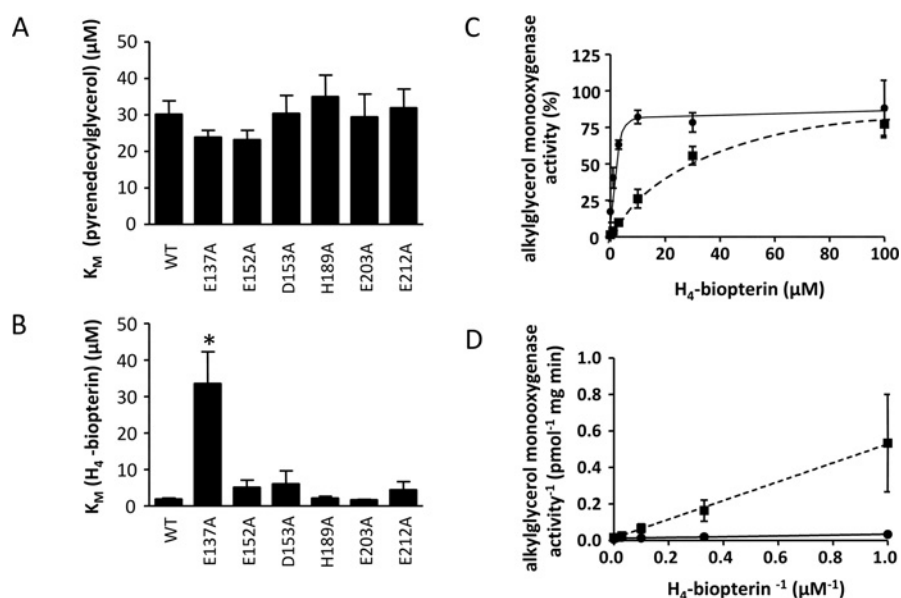 A
K_M (pyrenedecylglycerol) (µM)
50
40
30
20
10
0
WT
E137A
E152A
D153A
H189A
E203A
E212A
B
K_M (H₄ -biopterin) (µM)
50
40
30
20
10
0
*
WT
E137A
E152A
D153A
H189A
E203A
E212A
C
alkylglycerol monooxygenase
activity (%)
125
100
75
50
25
0
0 20 40 60 80 100
H₄-biopterin (µM)
D
alkylglycerol monooxygenase
activity⁻¹ (pmol⁻¹ mg min)
1.0
0.8
0.6
0.4
0.2
0.0
0.0 0.2 0.4 0.6 0.8 1.0
H₄-biopterin ⁻¹ (µM⁻¹)